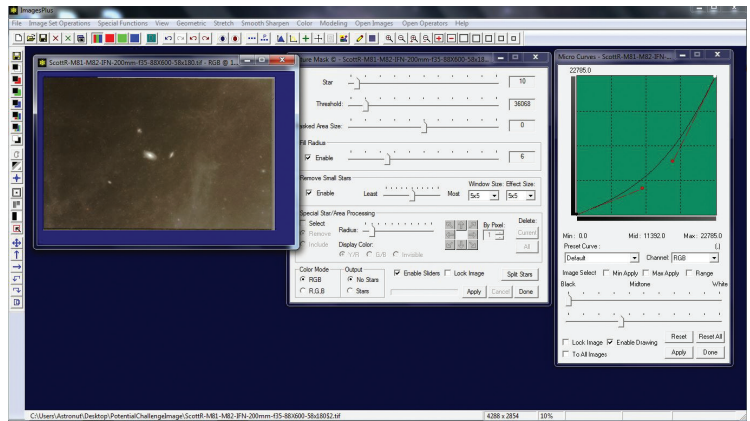 ImagesPlus
File Image Set Operations Special Functions View Geometric Stretch Smooth Sharpen Color Modeling Open Images Open Operators Help
ScottR-M81-M82-IFN-200mm-f35-88X600-58x180.tif - RGB @ 1...
ture Mask © - ScottR-M81-M82-IFN-200mm-f35-88X600-58x18...
Star 10
Threshold: 36068
asked Area Size: 0
Fill Radius
Enable 6
Remove Small Stars
Window Size: Effect Size:
Enable Least Most 5x5 5x5
Special Star/Area Processing
Select
Remove
Include
Radius:
By Pixel:
1
Delete:
Current
All
Display Color:
Y/R G/B Invisible
Color Mode
RGB
R,G,B
Output
No Stars
Stars
Enable Sliders Lock Image Split Stars
Apply Cancel Done
Micro Curves - ScottR-M81-M82-IFN-...
22785.0
Min : 0.0 Mid : 11392.0 Max : 22785.0
Preset Curve : (,)
Default Channel: RGB
Image Select Min Apply Max Apply Range
Black Midtone White
Lock Image Enable Drawing Reset Reset All
To All Images Apply Done
C:\Users\Astronut\Desktop\PotentialChallengeImage\ScottR-M81-M82-IFN-200mm-f35-88X600-58x180$2.tif 4288 x 2854 10%